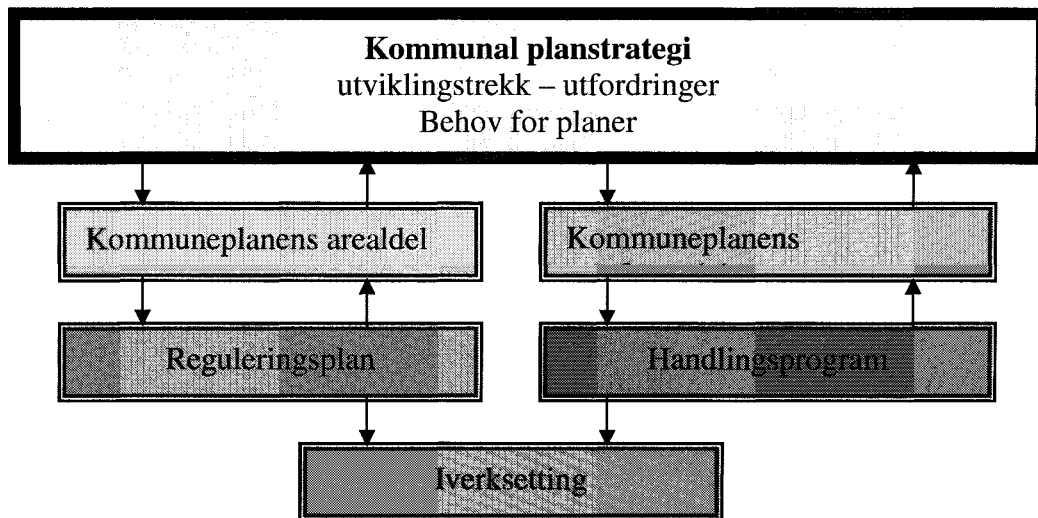 Kommunal planstrategi
utviklingstrekk – utfordringer
Behov for planer
Kommuneplanens arealdel
Kommuneplanens
Reguleringsplan
Handlingsprogram
Iverksetting